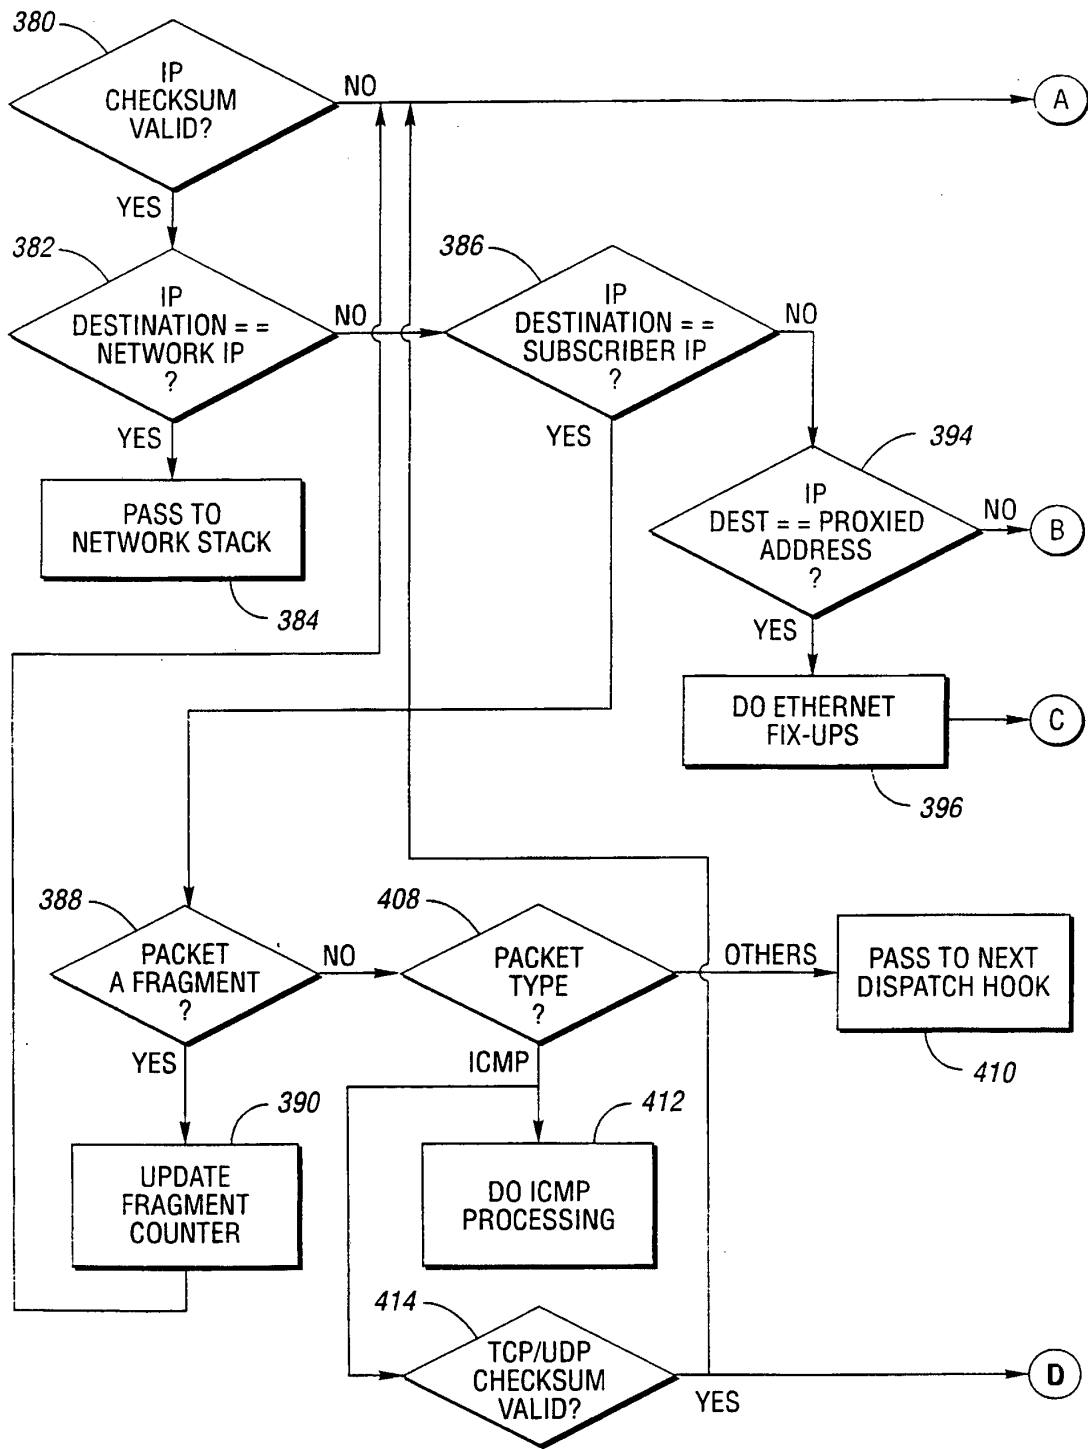 380
IP
CHECKSUM
VALID?
NO
A
YES
382
IP
DESTINATION = =
NETWORK IP
?
NO
386
IP
DESTINATION = =
SUBSCRIBER IP
?
NO
YES
PASS TO
NETWORK STACK
384
YES
394
IP
DEST = = PROXIED
ADDRESS
?
NO
B
YES
DO ETHERNET
FIX-UPS
C
396
388
PACKET
A FRAGMENT
?
NO
408
PACKET
TYPE
?
OTHERS
PASS TO NEXT
DISPATCH HOOK
410
YES
ICMP
390
UPDATE
FRAGMENT
COUNTER
412
DO ICMP
PROCESSING
414
TCP/UDP
CHECKSUM
VALID?
YES
D